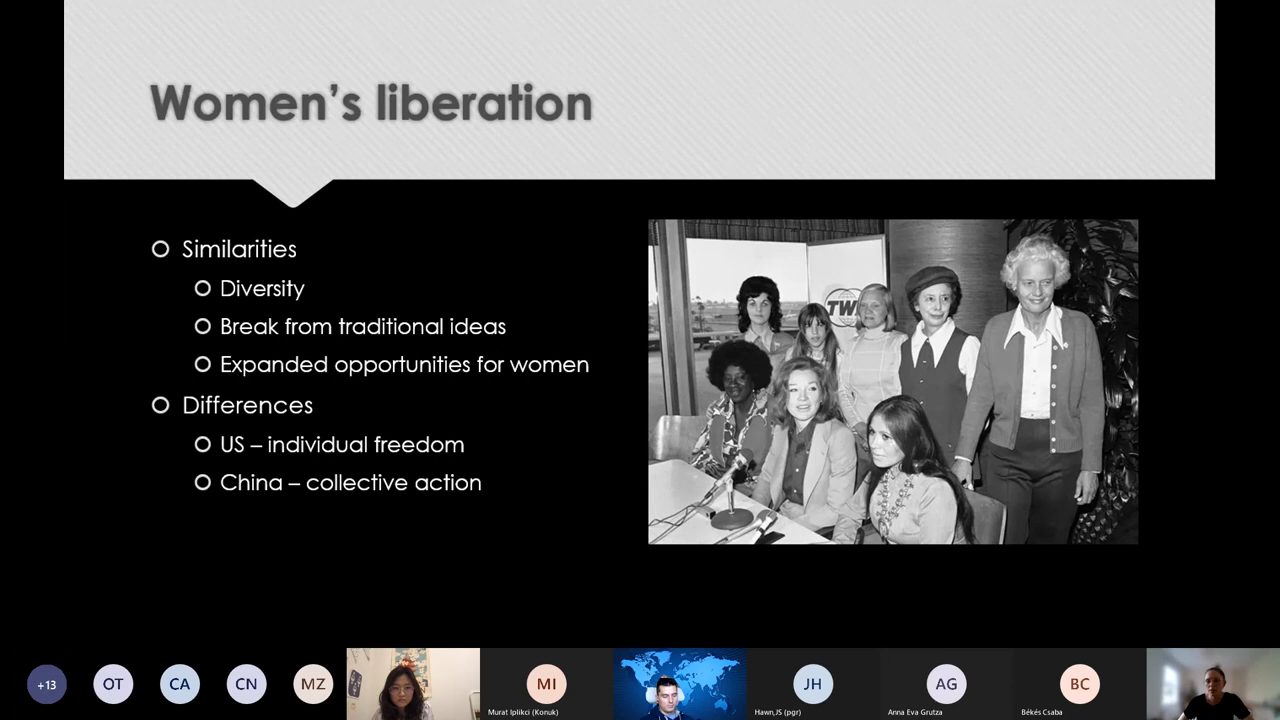 Women's liberation
Similarities
Diversity
Break from traditional ideas
Expanded opportunities for women
Differences
US – individual freedom
China – collective action
TW
+13
OT
CA
CN
MZ
MI
Murat Iplikci (Konuk)
JH
Hawn,JS (pgr)
AG
Anna Eva Grutza
BC
Békés Csaba